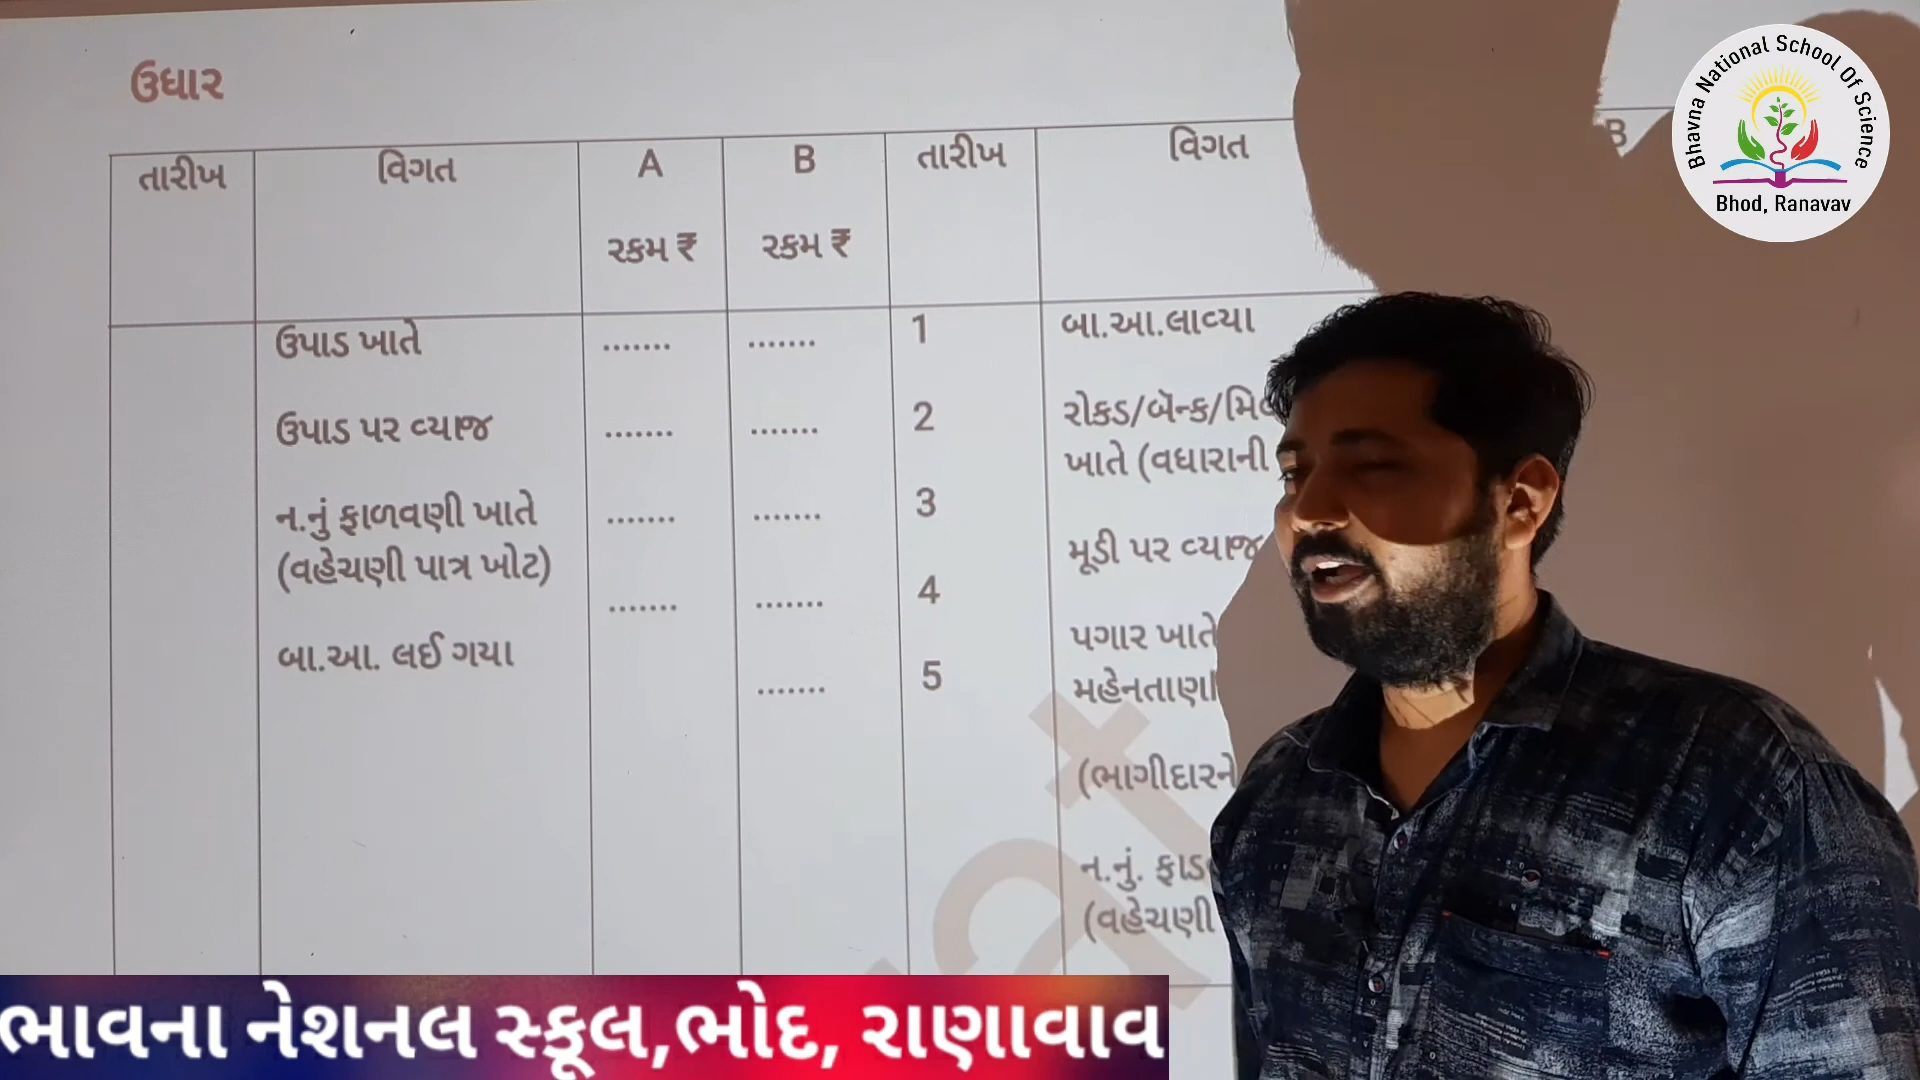 ઉધાર
તારીખ વિગત A B તારીખ વિગત B
રકમ ₹ રકમ ₹
ઉપાડ ખાતે ....... ....... 1 બા.આ.લાવ્યા
ઉપાડ પર વ્યાજ ....... ....... 2 રોકડ/બૅન્ક/
ખાતે (વધારાની
ન.નું ફાળવણી ખાતે ....... ....... 3
(વહેચણી પાત્ર ખોટ) મૂડી પર વ્યાજ
....... ....... 4
બા.આ. લઈ ગયા પગાર ખાતે
....... 5 મહેનતાણા
(ભાગીદારને
ન.નું.
(વહેચણી
Bhavna National School Of Science
Bhod, Ranavav
ભાવના નેશનલ સ્કૂલ,ભોદ, રાણાવાવ